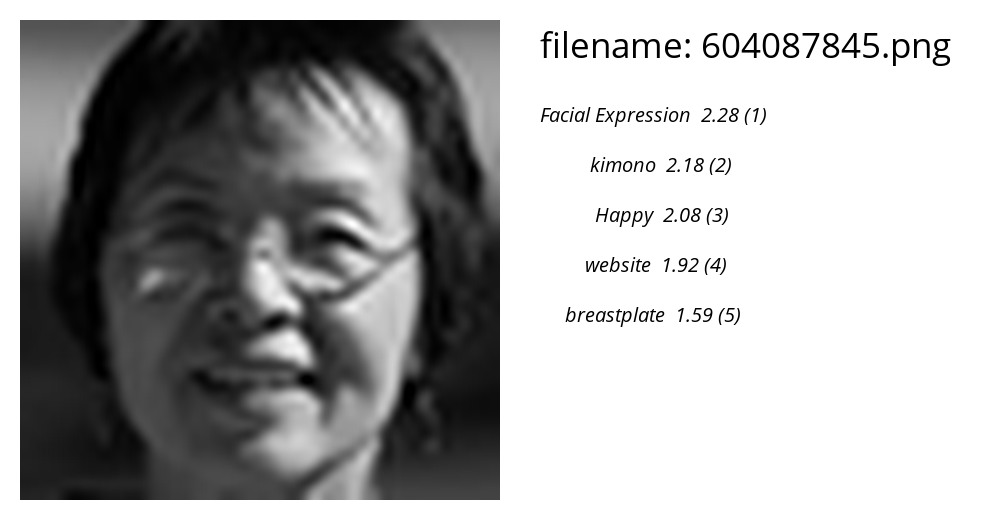 filename: 604087845.png
Facial Expression 2.28 (1)
kimono 2.18 (2)
Happy 2.08 (3)
website 1.92 (4)
breastplate 1.59 (5)